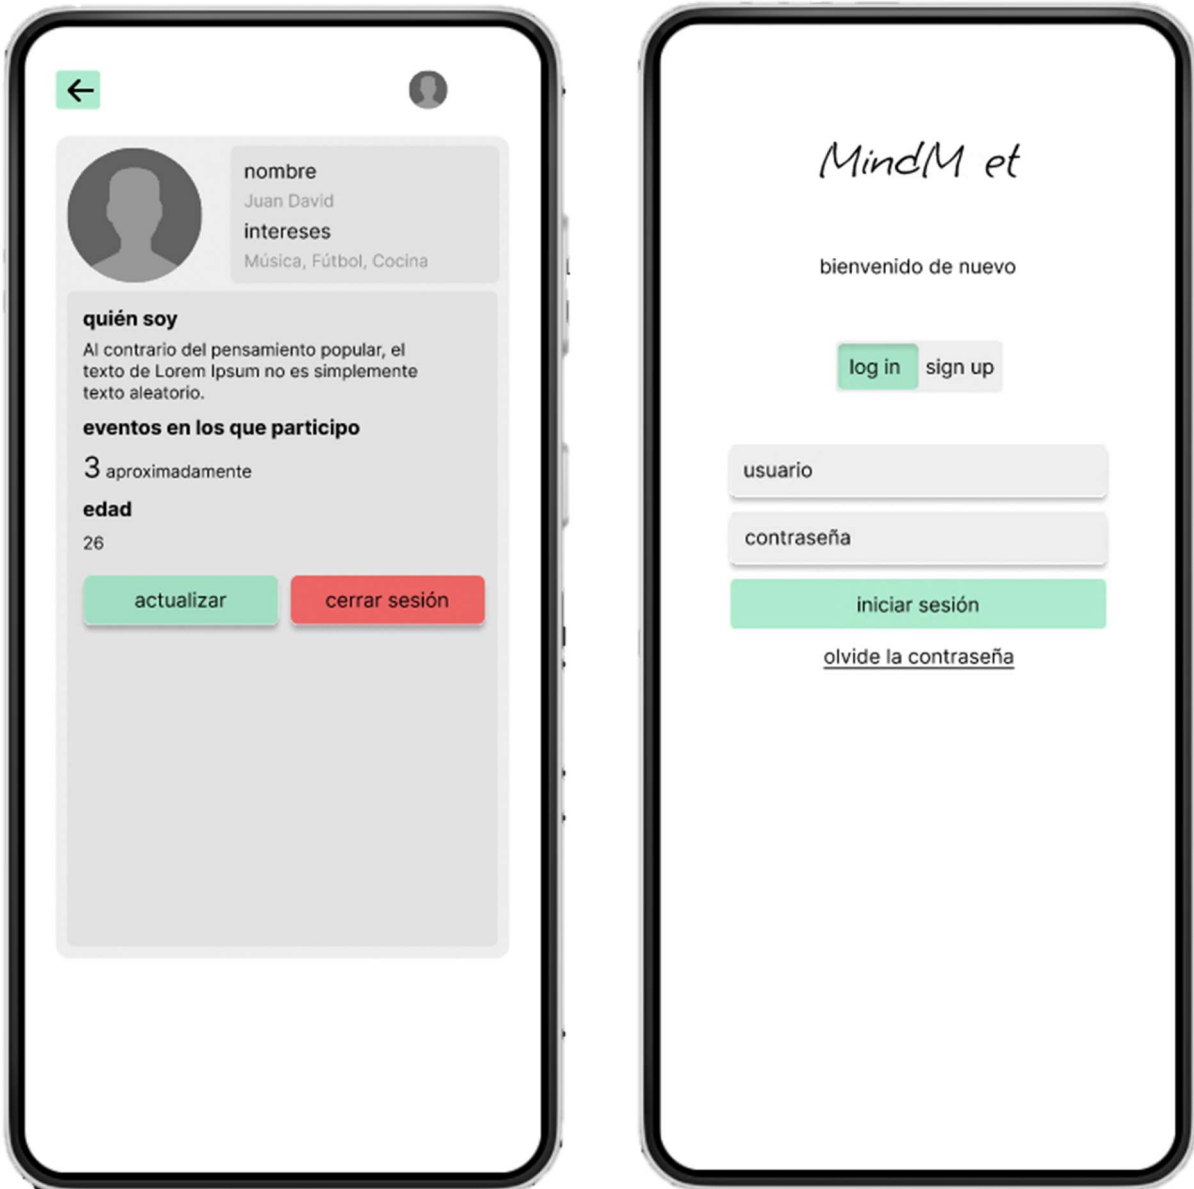 nombre
Juan David
intereses
Música, Fútbol, Cocina
quién soy
Al contrario del pensamiento popular, el
texto de Lorem Ipsum no es simplemente
texto aleatorio.
eventos en los que participo
3 aproximadamente
edad
26
actualizar
cerrar sesión
MindM et
bienvenido de nuevo
log in
sign up
usuario
contraseña
iniciar sesión
olvide la contraseña